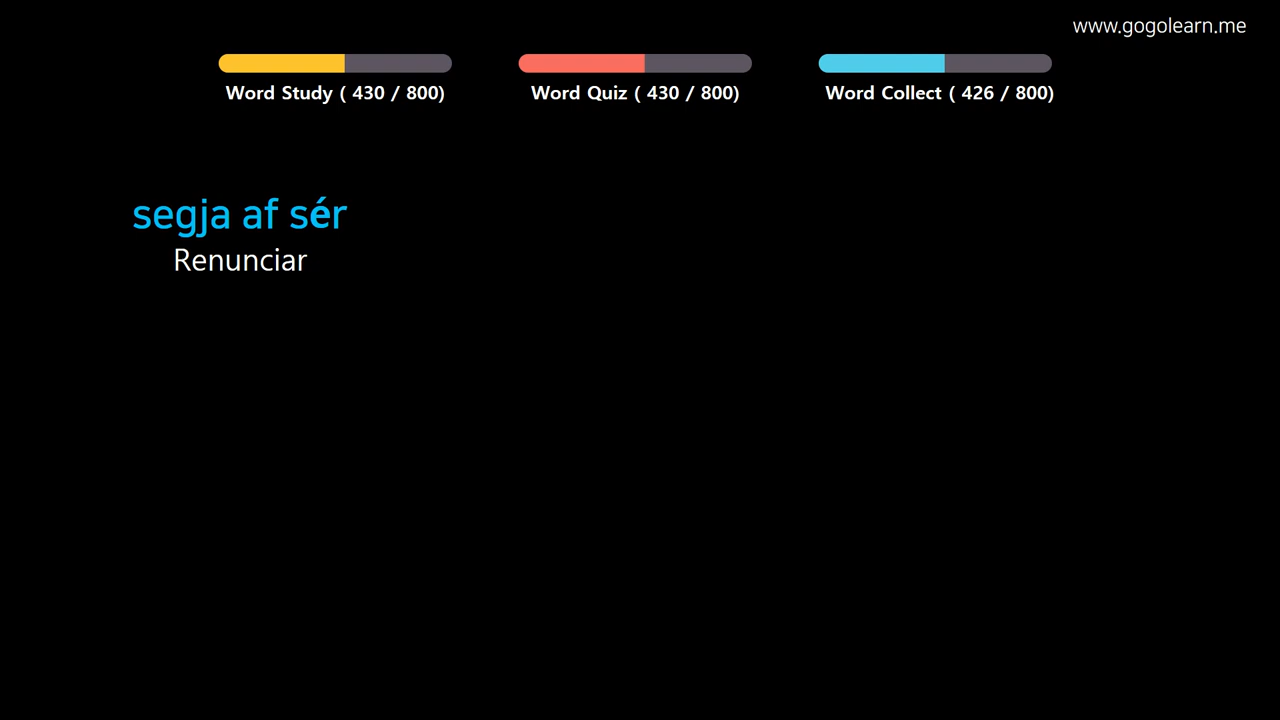 www.gogolearn.me
Word Study ( 430 / 800)
Word Quiz ( 430 / 800)
Word Collect ( 426 / 800)
segja af sér
Renunciar